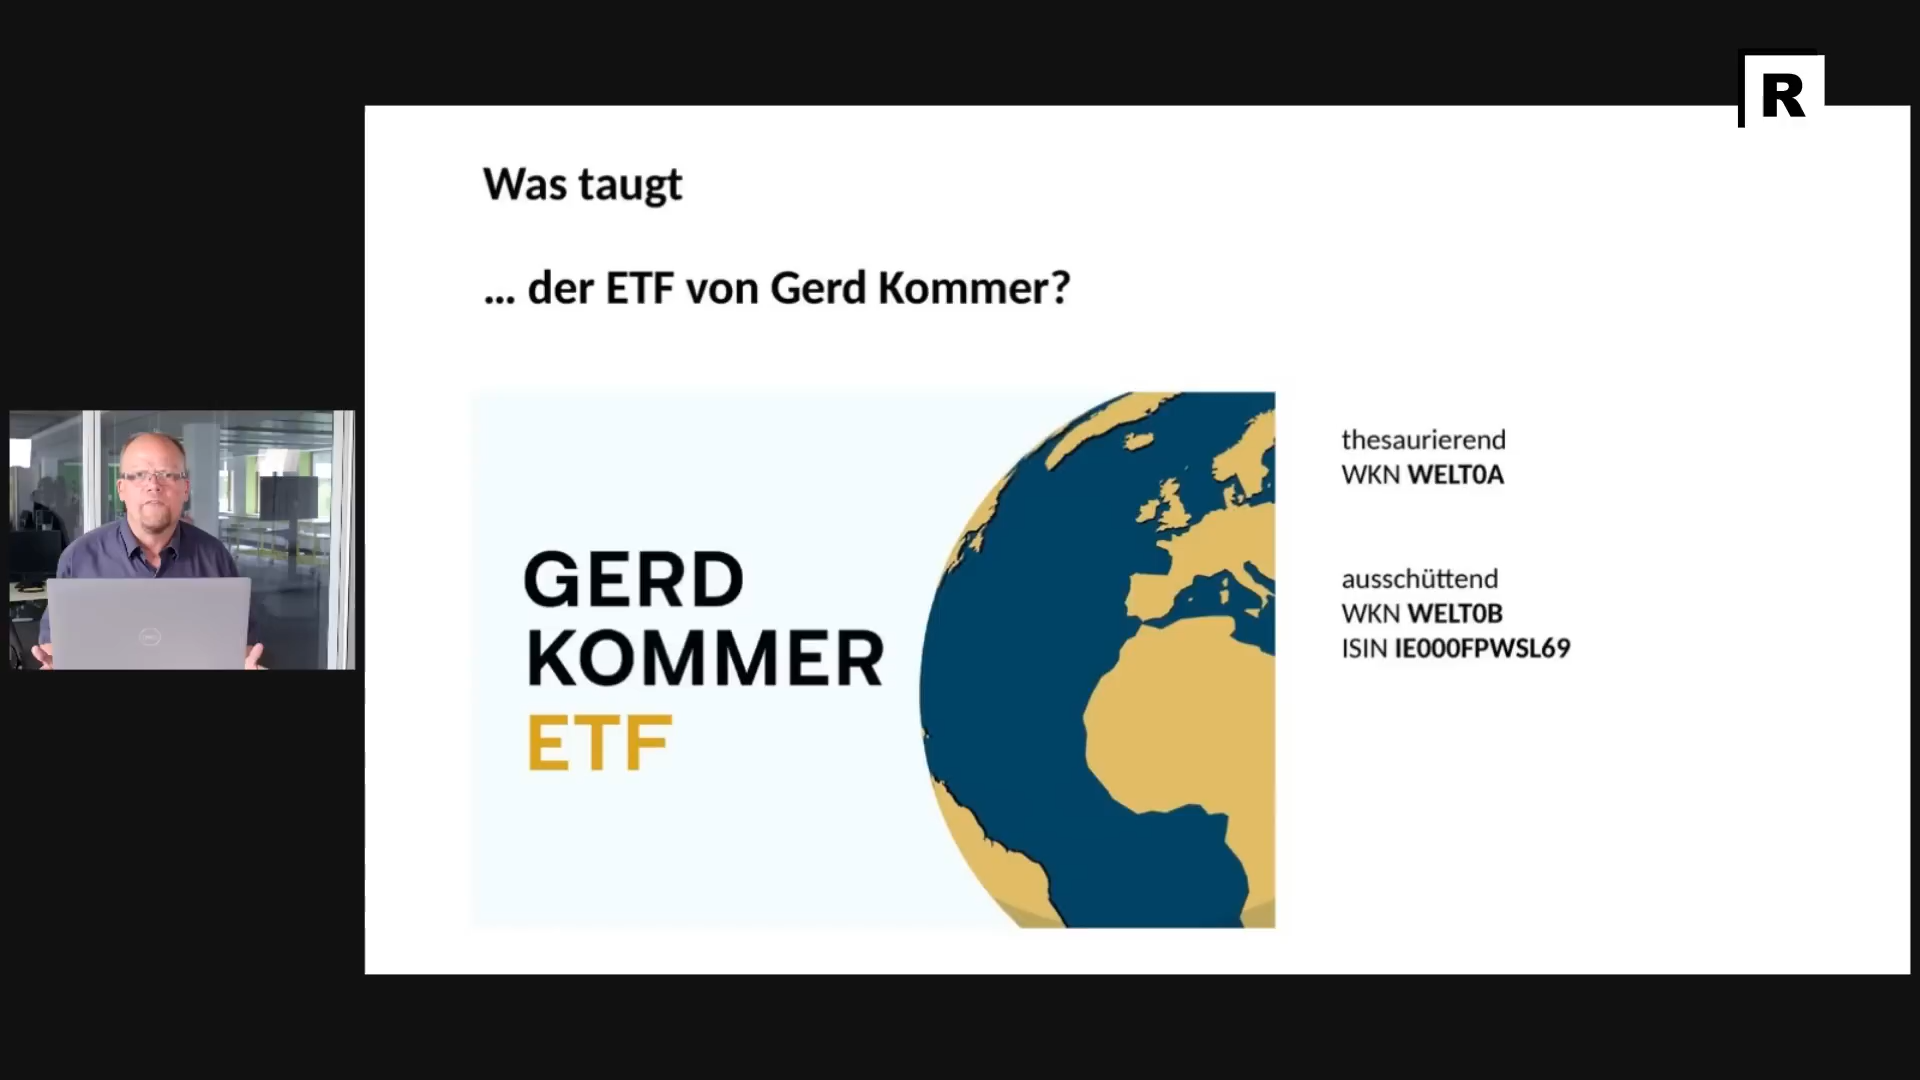 R
Was taugt
... der ETF von Gerd Kommer?
GERD
KOMMER
ETF
thesaurierend
WKN WELT0A
ausschüttend
WKN WELT0B
ISIN IE000FPWSL69